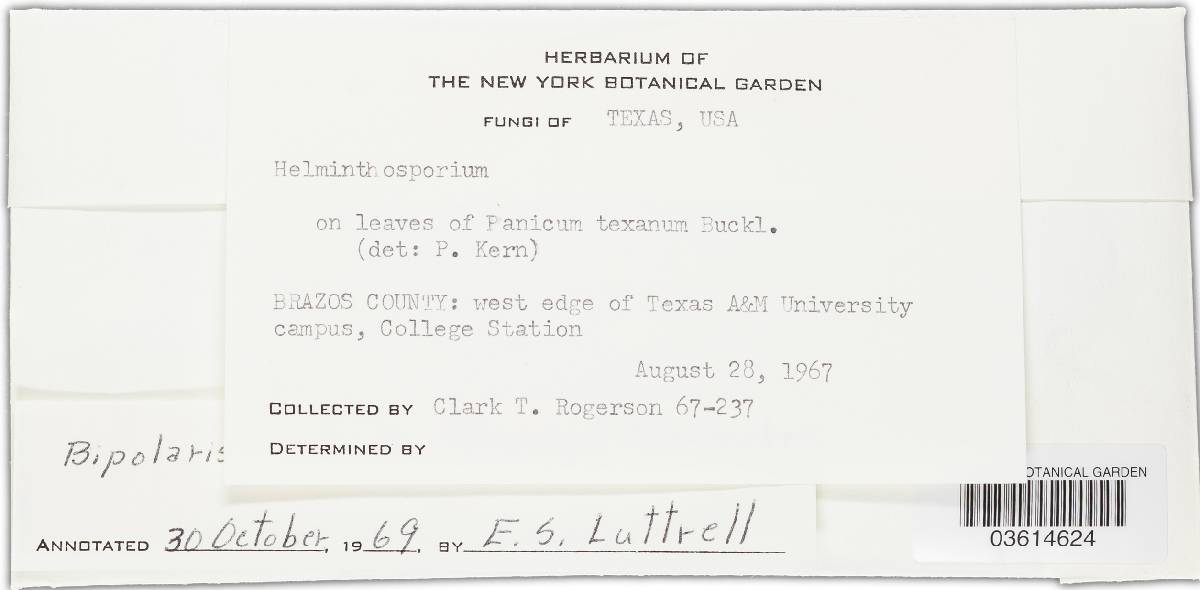 HERBARIUM OF
THE NEW YORK BOTANICAL GARDEN
FUNGI OF TEXAS, USA
Helminthosporium
on leaves of Panicum texanum Buckl.
(det: P. Kern)
BRAZOS COUNTY: west edge of Texas A&M University
campus, College Station
August 28, 1967
COLLECTED BY Clark T. Rogerson 67-237
DETERMINED BY
Bipolaris
OTANICAL GARDEN
03614624
ANNOTATED 30 October, 1969, BY E. S. Luttrell